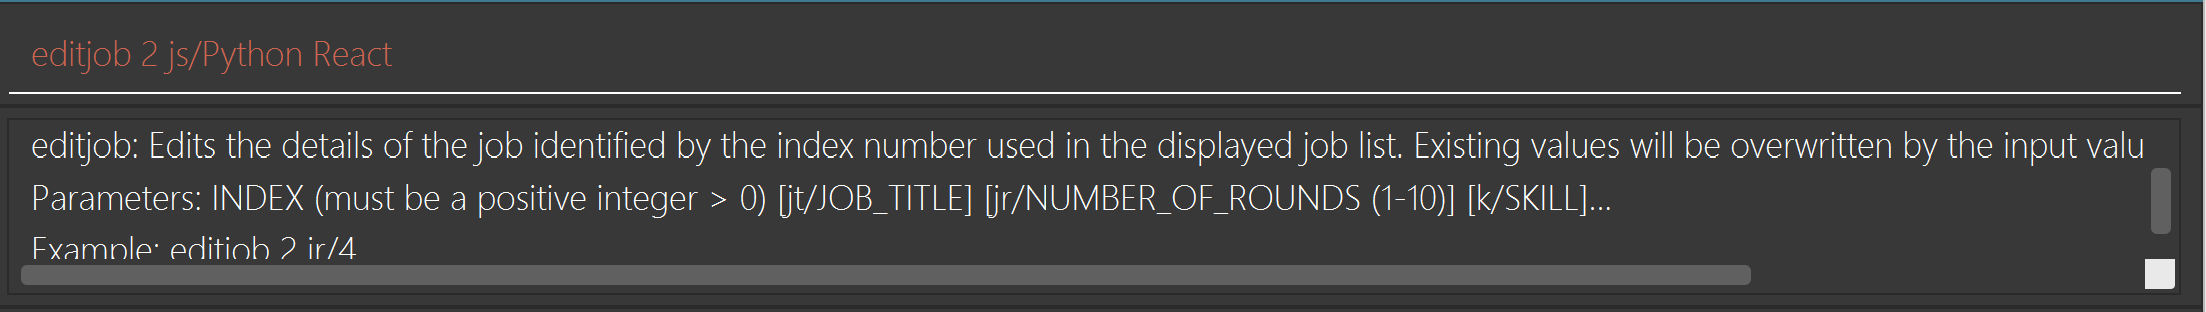 editjob 2 js/Python React
editjob: Edits the details of the job identified by the index number used in the displayed job list. Existing values will be overwritten by the input valu
Parameters: INDEX (must be a positive integer > 0) [jt/JOB_TITLE] [jr/NUMBER_OF_ROUNDS (1-10)] [k/SKILL]...
Example: editjob 2 jr/4